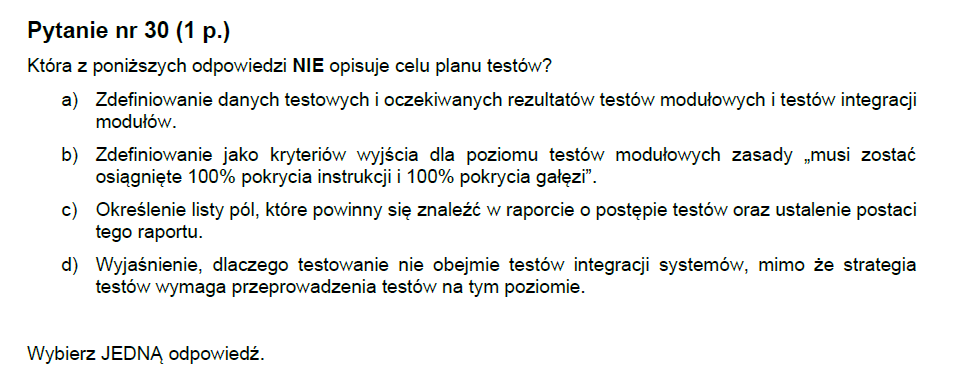 Pytanie nr 30 (1 p.)
Która z poniższych odpowiedzi NIE opisuje celu planu testów?
a) Zdefiniowanie danych testowych i oczekiwanych rezultatów testów modułowych i testów integracji
modułów.
b) Zdefiniowanie jako kryteriów wyjścia dla poziomu testów modułowych zasady „musi zostać
osiągnięte 100% pokrycia instrukcji i 100% pokrycia gałęzi”.
c) Określenie listy pól, które powinny się znaleźć w raporcie o postępie testów oraz ustalenie postaci
tego raportu.
d) Wyjaśnienie, dlaczego testowanie nie obejmie testów integracji systemów, mimo że strategia
testów wymaga przeprowadzenia testów na tym poziomie.
Wybierz JEDNĄ odpowiedź.